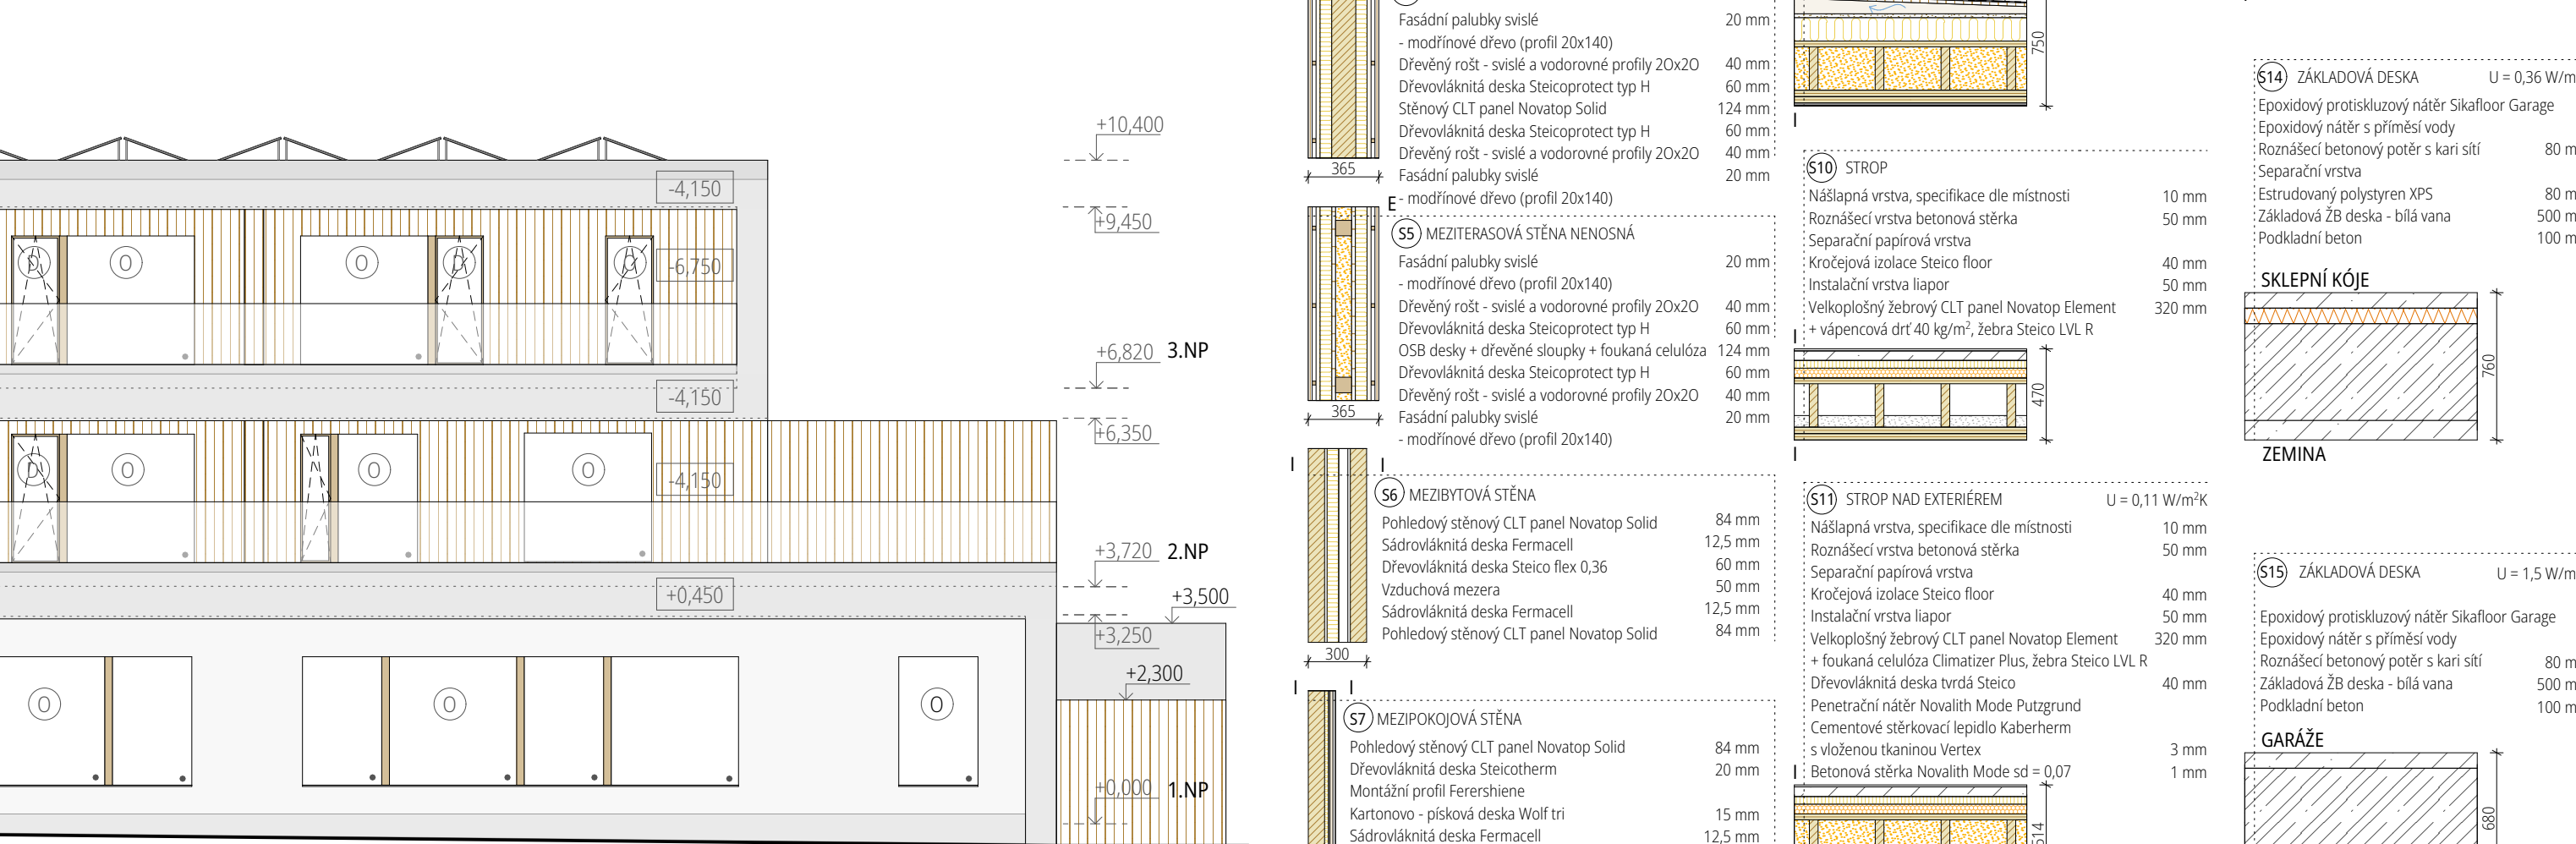 +10,400
-4,150
+9,450
-6,750
O
O
O
O
O
+6,820 3.NP
-4,150
+6,350
O
O
O
O
-4,150
+3,720 2.NP
+0,450
+3,500
+3,250
+2,300
O
O
O
+0,000 1.NP
Fasádní palubky svislé 20 mm
- modřínové dřevo (profil 20x140)
Dřevěný rošt - svislé a vodorovné profily 2Ox2O 40 mm
Dřevovláknitá deska Steicoprotect typ H 60 mm
Stěnový CLT panel Novatop Solid 124 mm
Dřevovláknitá deska Steicoprotect typ H 60 mm
Dřevěný rošt - svislé a vodorovné profily 2Ox2O 40 mm
Fasádní palubky svislé 20 mm
- modřínové dřevo (profil 20x140)
365
E
S5 MEZITERASOVÁ STĚNA NENOSNÁ
Fasádní palubky svislé 20 mm
- modřínové dřevo (profil 20x140)
Dřevěný rošt - svislé a vodorovné profily 2Ox2O 40 mm
Dřevovláknitá deska Steicoprotect typ H 60 mm
OSB desky + dřevěné sloupky + foukaná celulóza 124 mm
Dřevovláknitá deska Steicoprotect typ H 60 mm
Dřevěný rošt - svislé a vodorovné profily 2Ox2O 40 mm
Fasádní palubky svislé 20 mm
- modřínové dřevo (profil 20x140)
365
I I
S6 MEZIBYTOVÁ STĚNA
Pohledový stěnový CLT panel Novatop Solid 84 mm
Sádrovláknitá deska Fermacell 12,5 mm
Dřevovláknitá deska Steico flex 0,36 60 mm
Vzduchová mezera 50 mm
Sádrovláknitá deska Fermacell 12,5 mm
Pohledový stěnový CLT panel Novatop Solid 84 mm
300
I I
S7 MEZIPOKOJOVÁ STĚNA
Pohledový stěnový CLT panel Novatop Solid 84 mm
Dřevovláknitá deska Steicotherm 20 mm
Montážní profil Ferershiene
Kartonovo - písková deska Wolf tri 15 mm
Sádrovláknitá deska Fermacell 12,5 mm
750
I
S10 STROP
Nášlapná vrstva, specifikace dle místnosti 10 mm
Roznášecí vrstva betonová stěrka 50 mm
Separační papírová vrstva
Kročejová izolace Steico floor 40 mm
Instalační vrstva liapor 50 mm
Velkoplošný žebrový CLT panel Novatop Element 320 mm
+ vápencová drť 40 kg/m², žebra Steico LVL R
I
470
I
S11 STROP NAD EXTERIÉREM U = 0,11 W/m²K
Nášlapná vrstva, specifikace dle místnosti 10 mm
Roznášecí vrstva betonová stěrka 50 mm
Separační papírová vrstva
Kročejová izolace Steico floor 40 mm
Instalační vrstva liapor 50 mm
Velkoplošný žebrový CLT panel Novatop Element 320 mm
+ foukaná celulóza Climatizer Plus, žebra Steico LVL R
Dřevovláknitá deska tvrdá Steico 40 mm
Penetrační nátěr Novalith Mode Putzgrund
Cementové stěrkovací lepidlo Kaberherm
s vloženou tkaninou Vertex 3 mm
Betonová stěrka Novalith Mode sd = 0,07 1 mm
I
514
S14 ZÁKLADOVÁ DESKA U = 0,36 W/m
Epoxidový protiskluzový nátěr Sikafloor Garage
Epoxidový nátěr s příměsí vody
Roznášecí betonový potěr s kari sítí 80 m
Separační vrstva
Estrudovaný polystyren XPS 80 m
Základová ŽB deska - bílá vana 500 m
Podkladní beton 100 m
SKLEPNÍ KÓJE
760
ZEMINA
S15 ZÁKLADOVÁ DESKA U = 1,5 W/m
Epoxidový protiskluzový nátěr Sikafloor Garage
Epoxidový nátěr s příměsí vody
Roznášecí betonový potěr s kari sítí 80 m
Základová ŽB deska - bílá vana 500 m
Podkladní beton 100 m
GARÁŽE
680